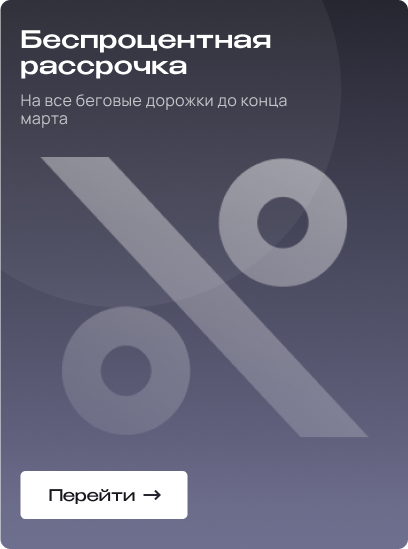 Беспроцентная
рассрочка
На все беговые дорожки до конца
марта
Перейти →